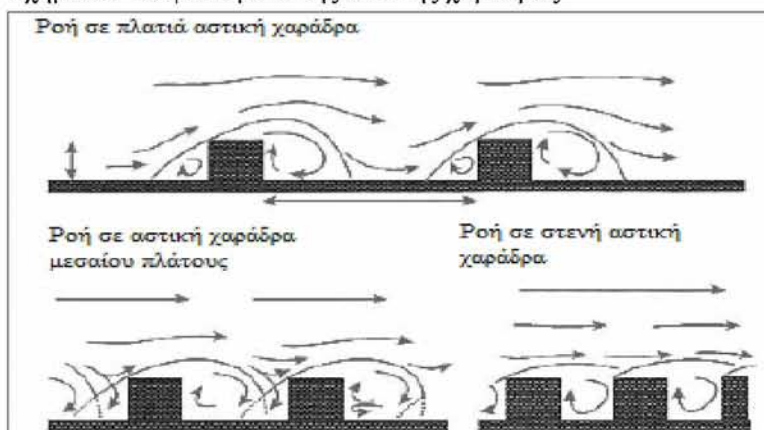 Ροή σε πλατιά αστική χαράδρα
Ροή σε αστική χαράδρα
μεσαίου πλάτους
Ροή σε στενή αστική
χαράδρα